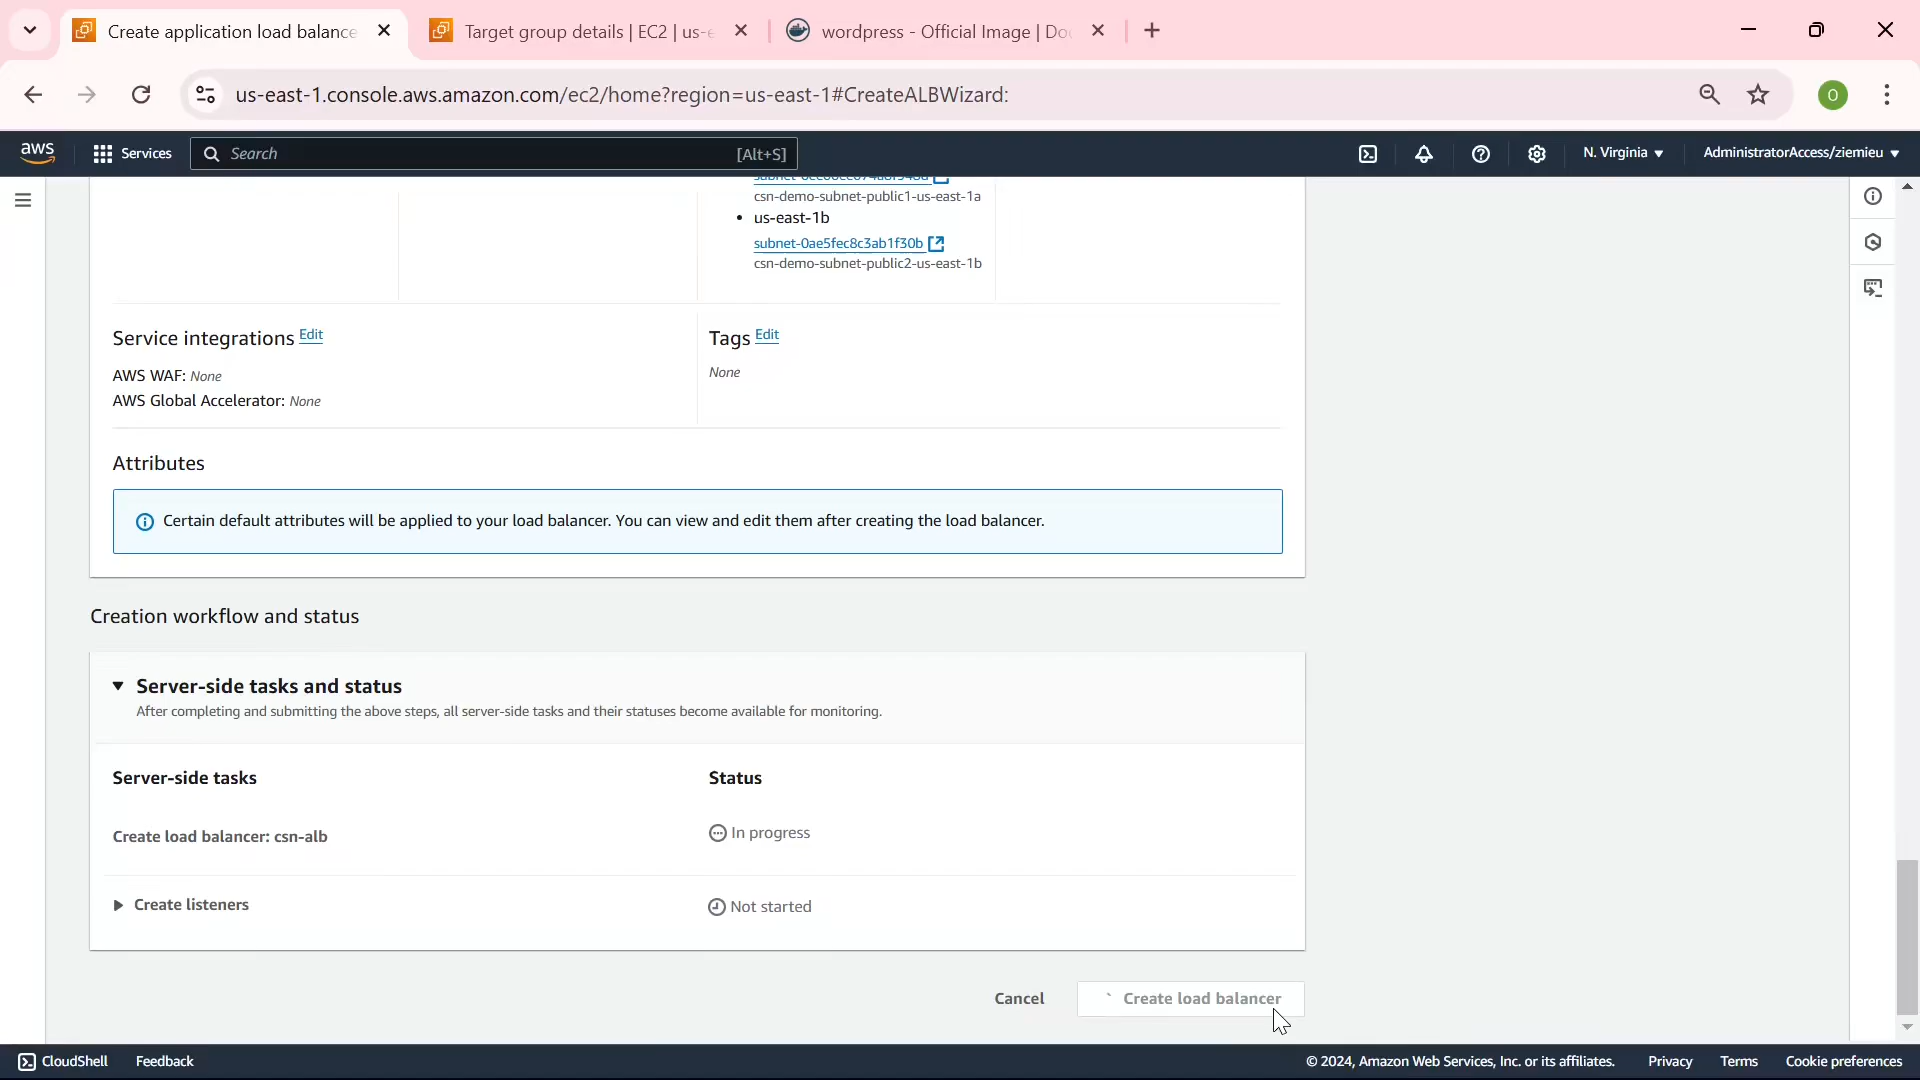 Create application load balance
Target group details | EC2 | us-e
wordpress - Official Image | Do
us-east-1.console.aws.amazon.com/ec2/home?region=us-east-1#CreateALBWizard:
O
aws
Services
Search
[Alt+S]
N. Virginia
AdministratorAccess/ziemieu
csn-demo-subnet-public1-us-east-1a
• us-east-1b
subnet-0ae5fec8c3ab1f30b
csn-demo-subnet-public2-us-east-1b
Service integrations Edit
AWS WAF: None
AWS Global Accelerator: None
Tags Edit
None
Attributes
Certain default attributes will be applied to your load balancer. You can view and edit them after creating the load balancer.
Creation workflow and status
Server-side tasks and status
After completing and submitting the above steps, all server-side tasks and their statuses become available for monitoring.
Server-side tasks
Status
Create load balancer: csn-alb
In progress
Create listeners
Not started
Cancel
Create load balancer
CloudShell
Feedback
© 2024, Amazon Web Services, Inc. or its affiliates.
Privacy
Terms
Cookie preferences